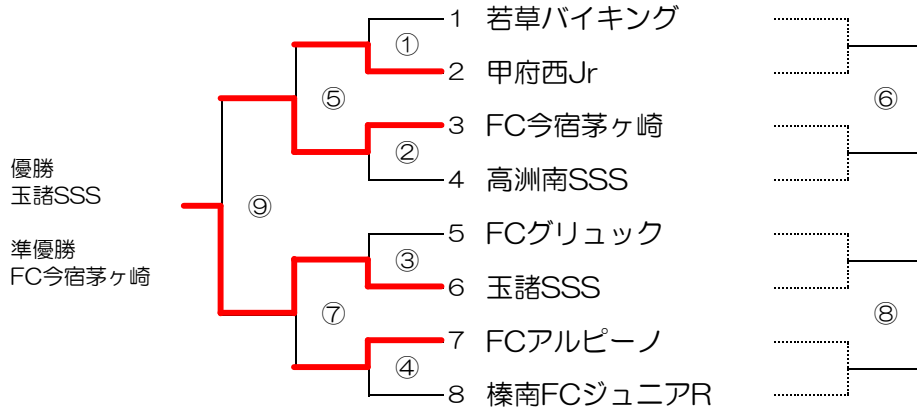 1 若草バイキング
①
2 甲府西Jr
⑤
⑥
3 FC今宿茅ヶ崎
②
4 高洲南SSS
優勝
玉諸SSS
⑨
準優勝
FC今宿茅ヶ崎
5 FCグリュック
③
6 玉諸SSS
⑦
⑧
7 FCアルピーノ
④
8 榛南FCジュニアR